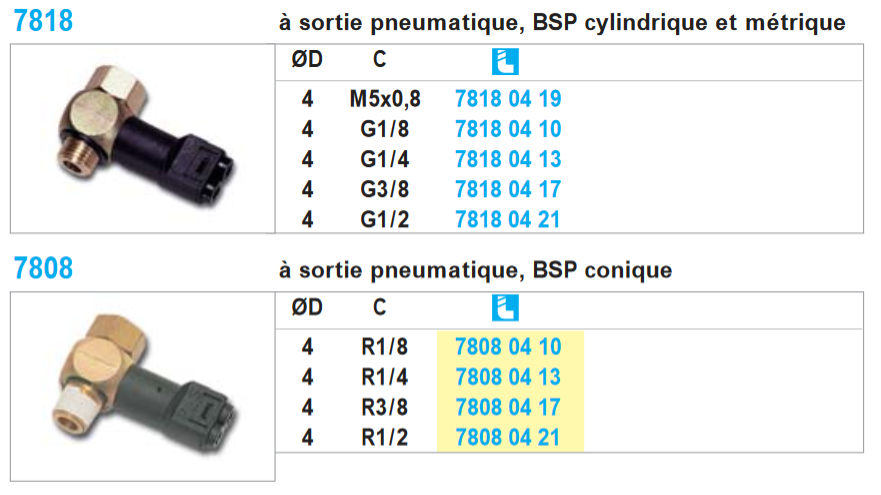 7818 à sortie pneumatique, BSP cylindrique et métrique
ØD C
4 M5x0,8 7818 04 19
4 G1/8 7818 04 10
4 G1/4 7818 04 13
4 G3/8 7818 04 17
4 G1/2 7818 04 21
7808 à sortie pneumatique, BSP conique
ØD C
4 R1/8 7808 04 10
4 R1/4 7808 04 13
4 R3/8 7808 04 17
4 R1/2 7808 04 21